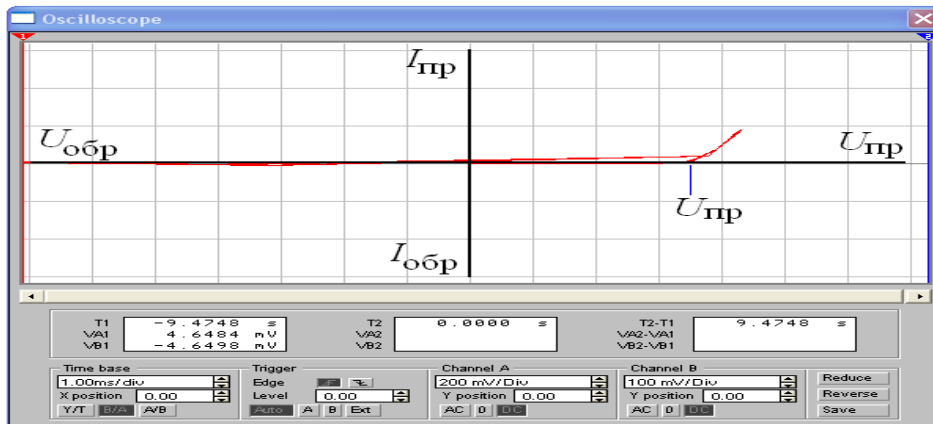 Oscilloscope
1 2
Iпр
Uобр Uпр
Uпр
Iобр
T1 -9.4748 s T2 0.0000 s T2-T1 9.4748 s
VA1 4.6484 mV VA2 VA2-VA1
VB1 -4.6498 mV VB2 VB2-VB1
Time base Trigger Channel A Channel B
1.00ms/div Edge 200 mV/Div 100 mV/Div Reduce
X position 0.00 Level 0.00 Y position 0.00 Y position 0.00 Reverse
Y/T B/A A/B Auto A B Ext AC 0 DC AC 0 DC Save